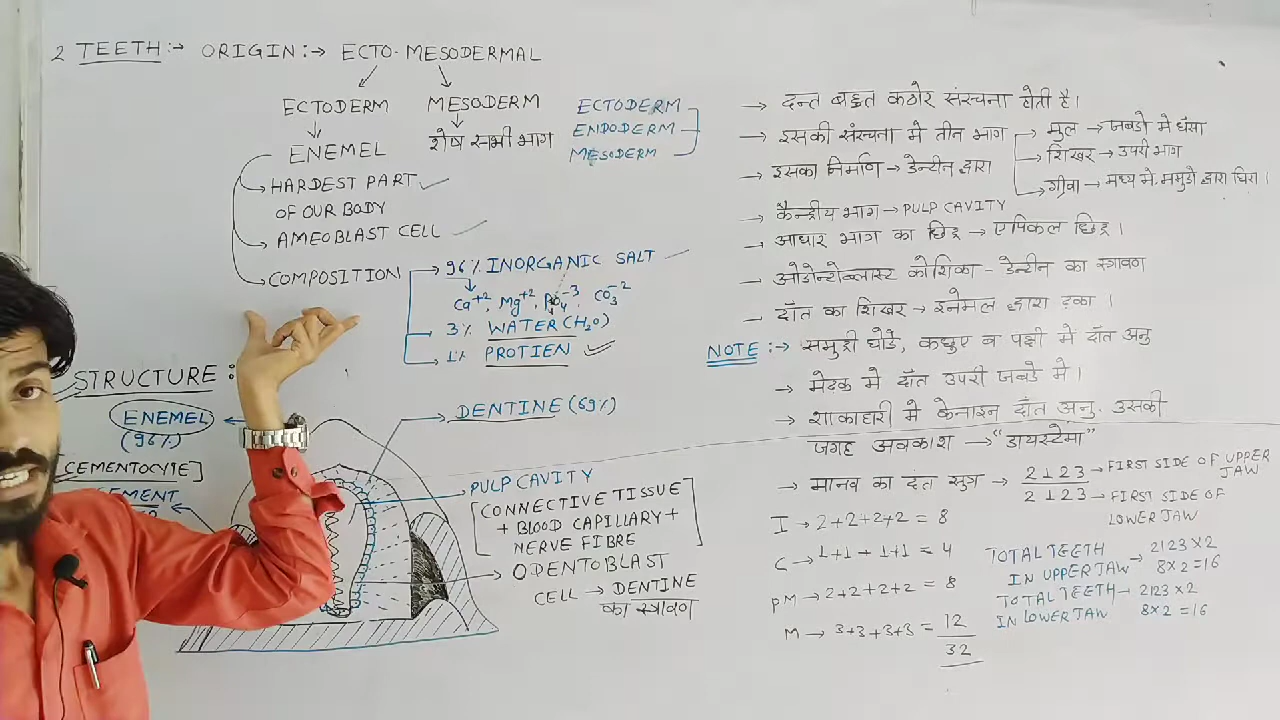 2 TEETH:→ ORIGIN:→ ECTO-MESODERMAL
ECTODERM MESODERM
ENEMEL शेष सभी भाग
ECTODERM
ENDODERM
MESODERM
HARDEST PART
OF OUR BODY
AMEOBLAST CELL
COMPOSITION
96% INORGANIC SALT
Ca+2, Mg+2, PO4-3, CO3-2
3% WATER (H2O)
1% PROTIEN
STRUCTURE:
ENEMEL
(96%)
CEMENTOCYTE]
CEMENT
DENTINE (69%)
PULP CAVITY
[CONNECTIVE TISSUE
+ BLOOD CAPILLARY +
NERVE FIBRE]
ODENTOBLAST
CELL → DENTINE
का स्त्रावण
→ दन्त बहुत कठोर संरचना होती है।
→ इसकी संरचना मे तीन भाग
मुल → जबडो मे धंसा
शिखर → उपरी भाग
ग्रीवा → मध्य मे, मसुडो द्वारा घिरा।
→ इसका निर्माण → डेन्टीन द्वारा
→ केन्द्रीय भाग → PULP CAVITY
→ आधार भाग का छिद्र → एपिकल छिद्र।
→ ओडोन्टोब्लास्ट कोशिका - डेन्टीन का स्त्रावण
→ दाँत का शिखर → इनेमल द्वारा ढ़का।
NOTE:→ समुद्री घोडे, कछुए व पक्षी मे दाँत अनु
→ मेढ़क मे दाँत उपरी जबडे मे।
→ शाकाहारी मे केनाइन दाँत अनु. उसकी
जगह अवकाश → "डायस्टेमा"
→ मानव का दंत सुत्र → 2123 → FIRST SIDE OF UPPER JAW
2123 → FIRST SIDE OF
LOWER JAW
I → 2+2+2+2 = 8
C → 1+1+1+1 = 4
PM → 2+2+2+2 = 8
M → 3+3+3+3 = 12
32
TOTAL TEETH
IN UPPER JAW → 2123×2
8×2=16
TOTAL TEETH → 2123×2
IN LOWER JAW 8×2=16